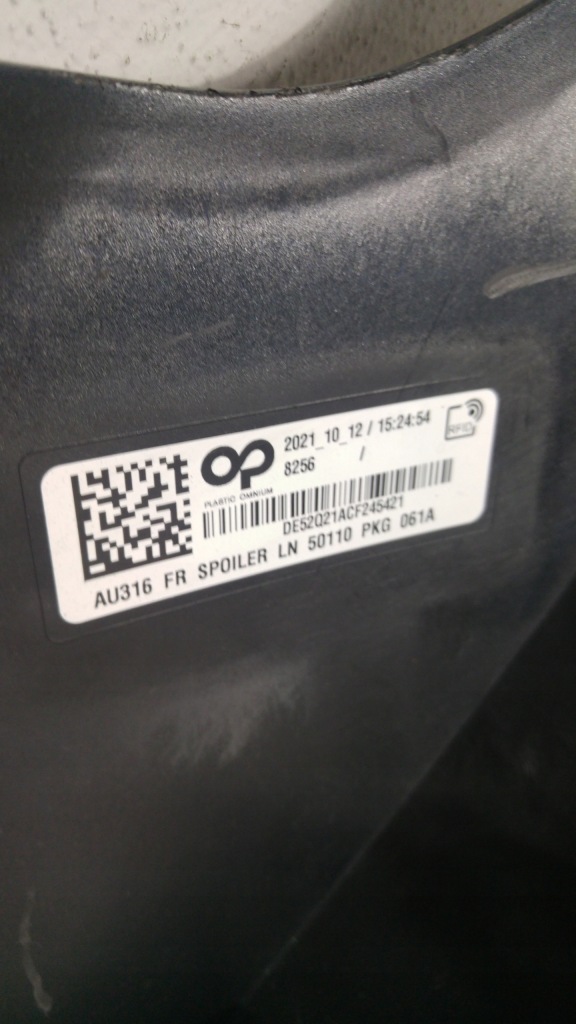 OP
PLASTIC OMNIUM
2021_10_12 / 15:24:54
8256 /
RFID
DE52Q21ACF245421
AU316 FR SPOILER LN 50110 PKG 061A